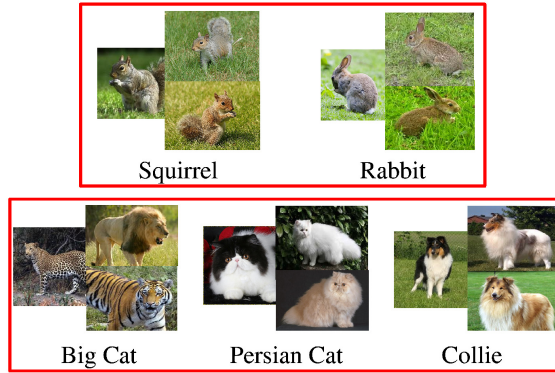 Squirrel
Rabbit
Big Cat
Persian Cat
Collie